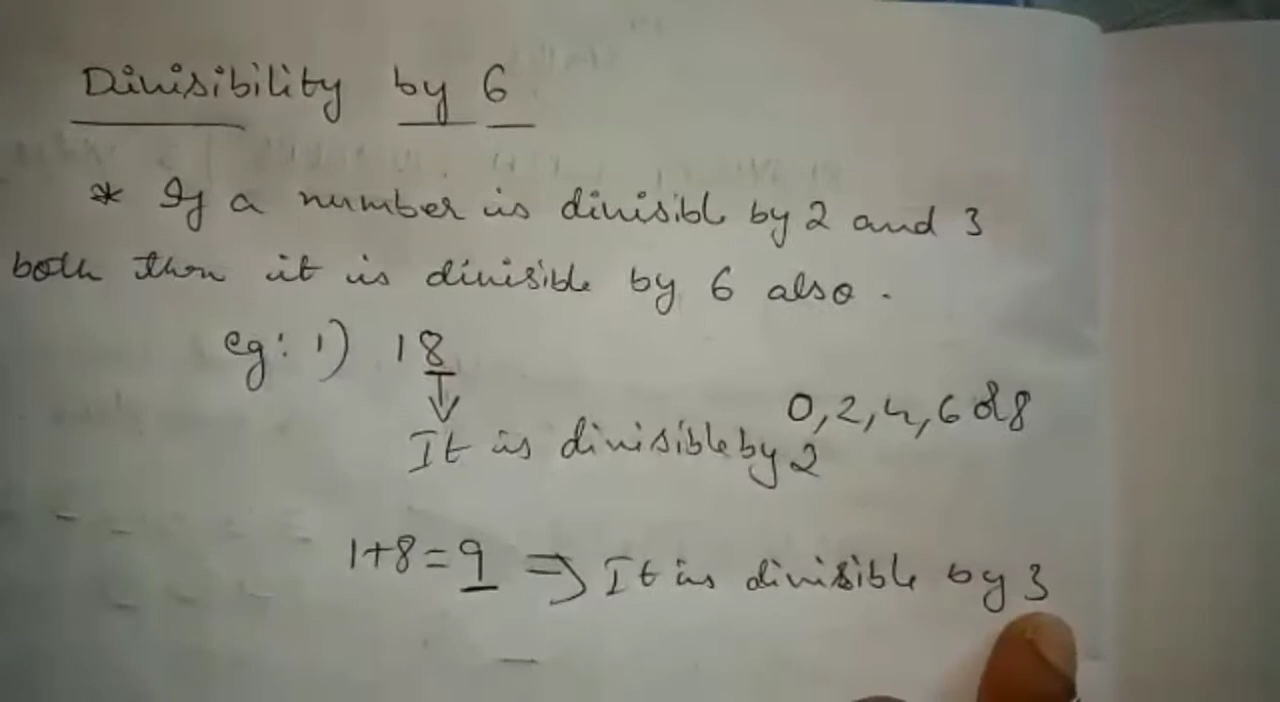 Divisibility by 6
* If a number is divisible by 2 and 3
both then it is divisible by 6 also.
eg: 1) 18
0, 2, 4, 6 or 8
It is divisible by 2
1+8=9 ⇒ It is divisible by 3